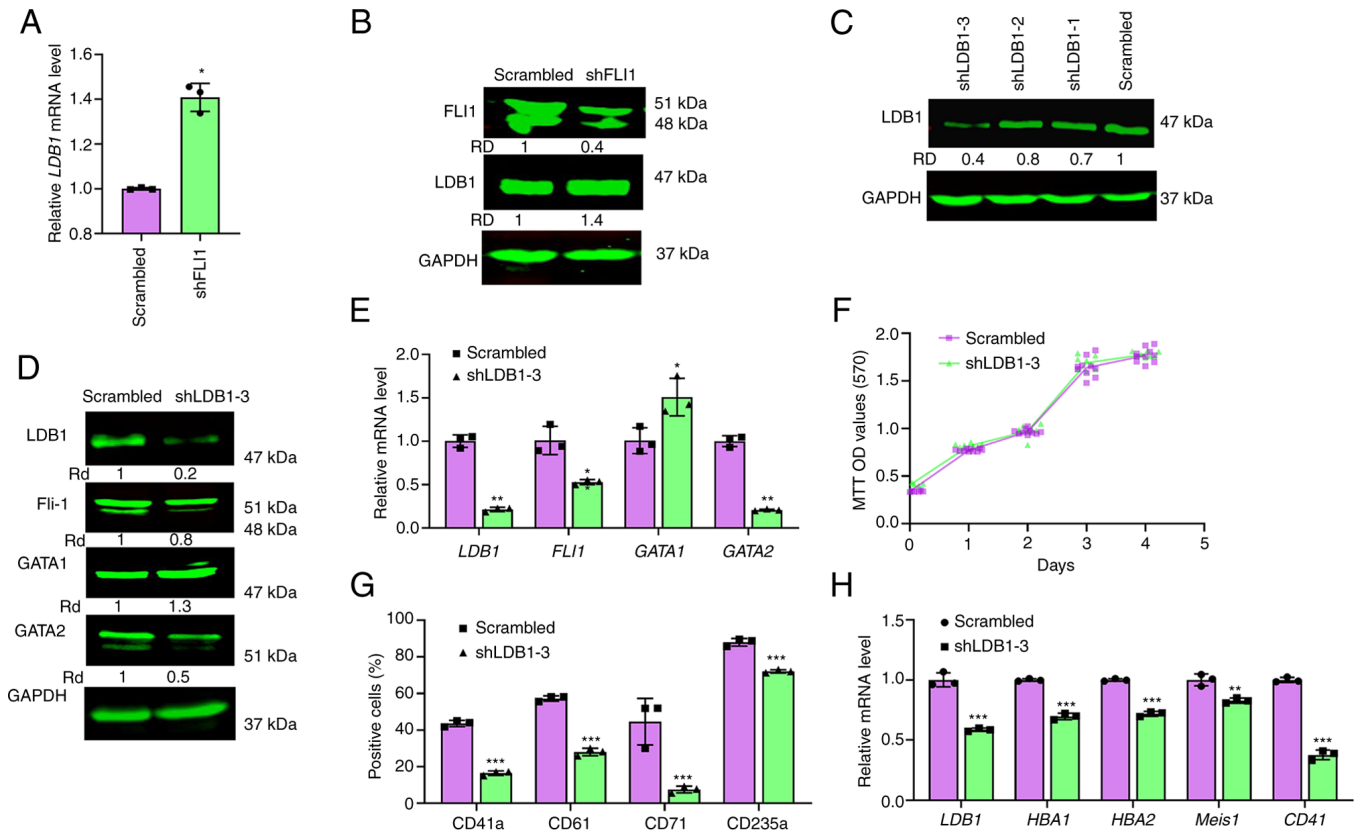 A
Relative LDB1 mRNA level
1.6
1.4
1.2
1.0
0.8
*
Scrambled
shFLI1
B
Scrambled shFLI1
FLI1
51 kDa
48 kDa
RD 1 0.4
LDB1
47 kDa
RD 1 1.4
GAPDH
37 kDa
C
shLDB1-3
shLDB1-2
shLDB1-1
Scrambled
LDB1
47 kDa
RD 0.4 0.8 0.7 1
GAPDH
37 kDa
D
Scrambled shLDB1-3
LDB1
47 kDa
Rd 1 0.2
Fli-1
51 kDa
48 kDa
Rd 1 0.8
GATA1
47 kDa
Rd 1 1.3
GATA2
51 kDa
Rd 1 0.5
GAPDH
37 kDa
E
Scrambled
shLDB1-3
Relative mRNA level
2.0
1.5
1.0
0.5
0.0
**
*
*
*
**
LDB1 FLI1 GATA1 GATA2
F
Scrambled
shLDB1-3
MTT OD values (570)
2.0
1.5
1.0
0.5
0.0
0 1 2 3 4 5
Days
G
Scrambled
shLDB1-3
Positive cells (%)
100
80
60
40
20
0
***
***
***
***
CD41a CD61 CD71 CD235a
H
Scrambled
shLDB1-3
Relative mRNA level
1.5
1.0
0.5
0.0
***
***
***
**
***
LDB1 HBA1 HBA2 Meis1 CD41